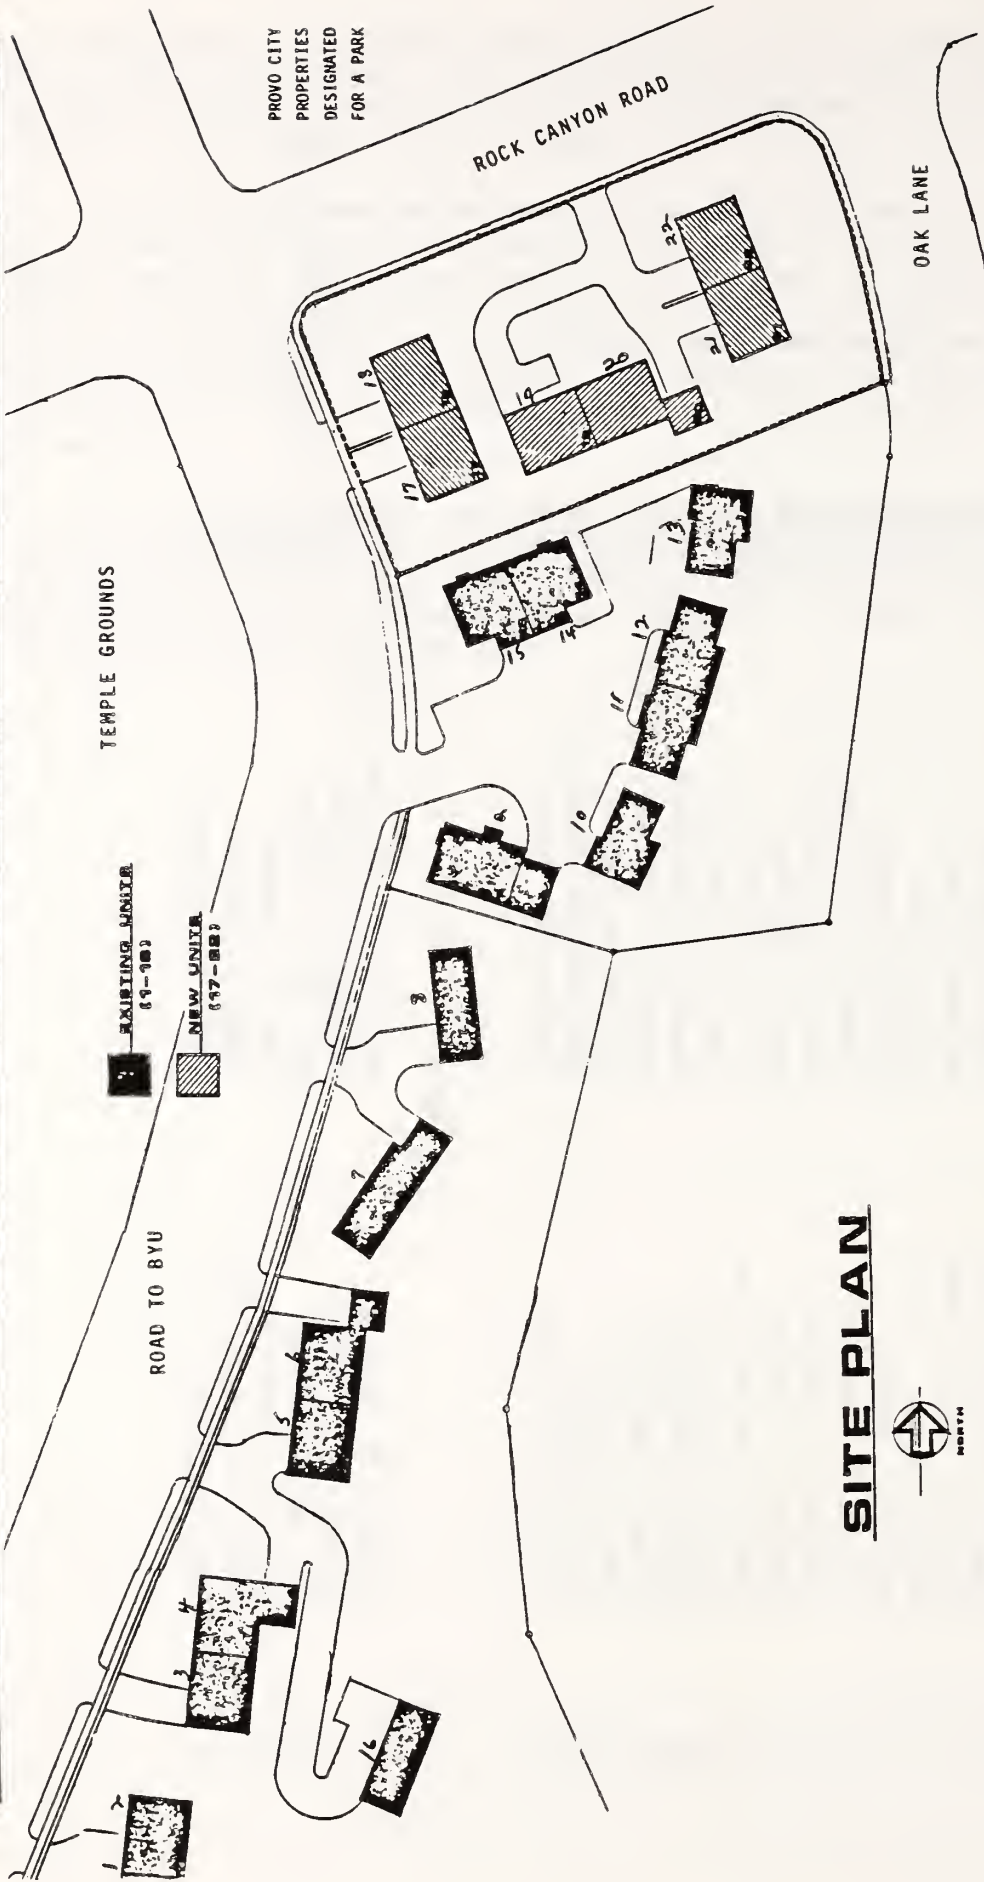 PROVO CITY
PROPERTIES
DESIGNATED
FOR A PARK
ROCK CANYON ROAD
OAK LANE
TEMPLE GROUNDS
EXISTING UNITS
NEW UNITS
ROAD TO BYU
SITE PLAN
NORTH
1
2
3
4
5
6
7
8
10
11
12
13
14
15
16
17
19
20
21
22